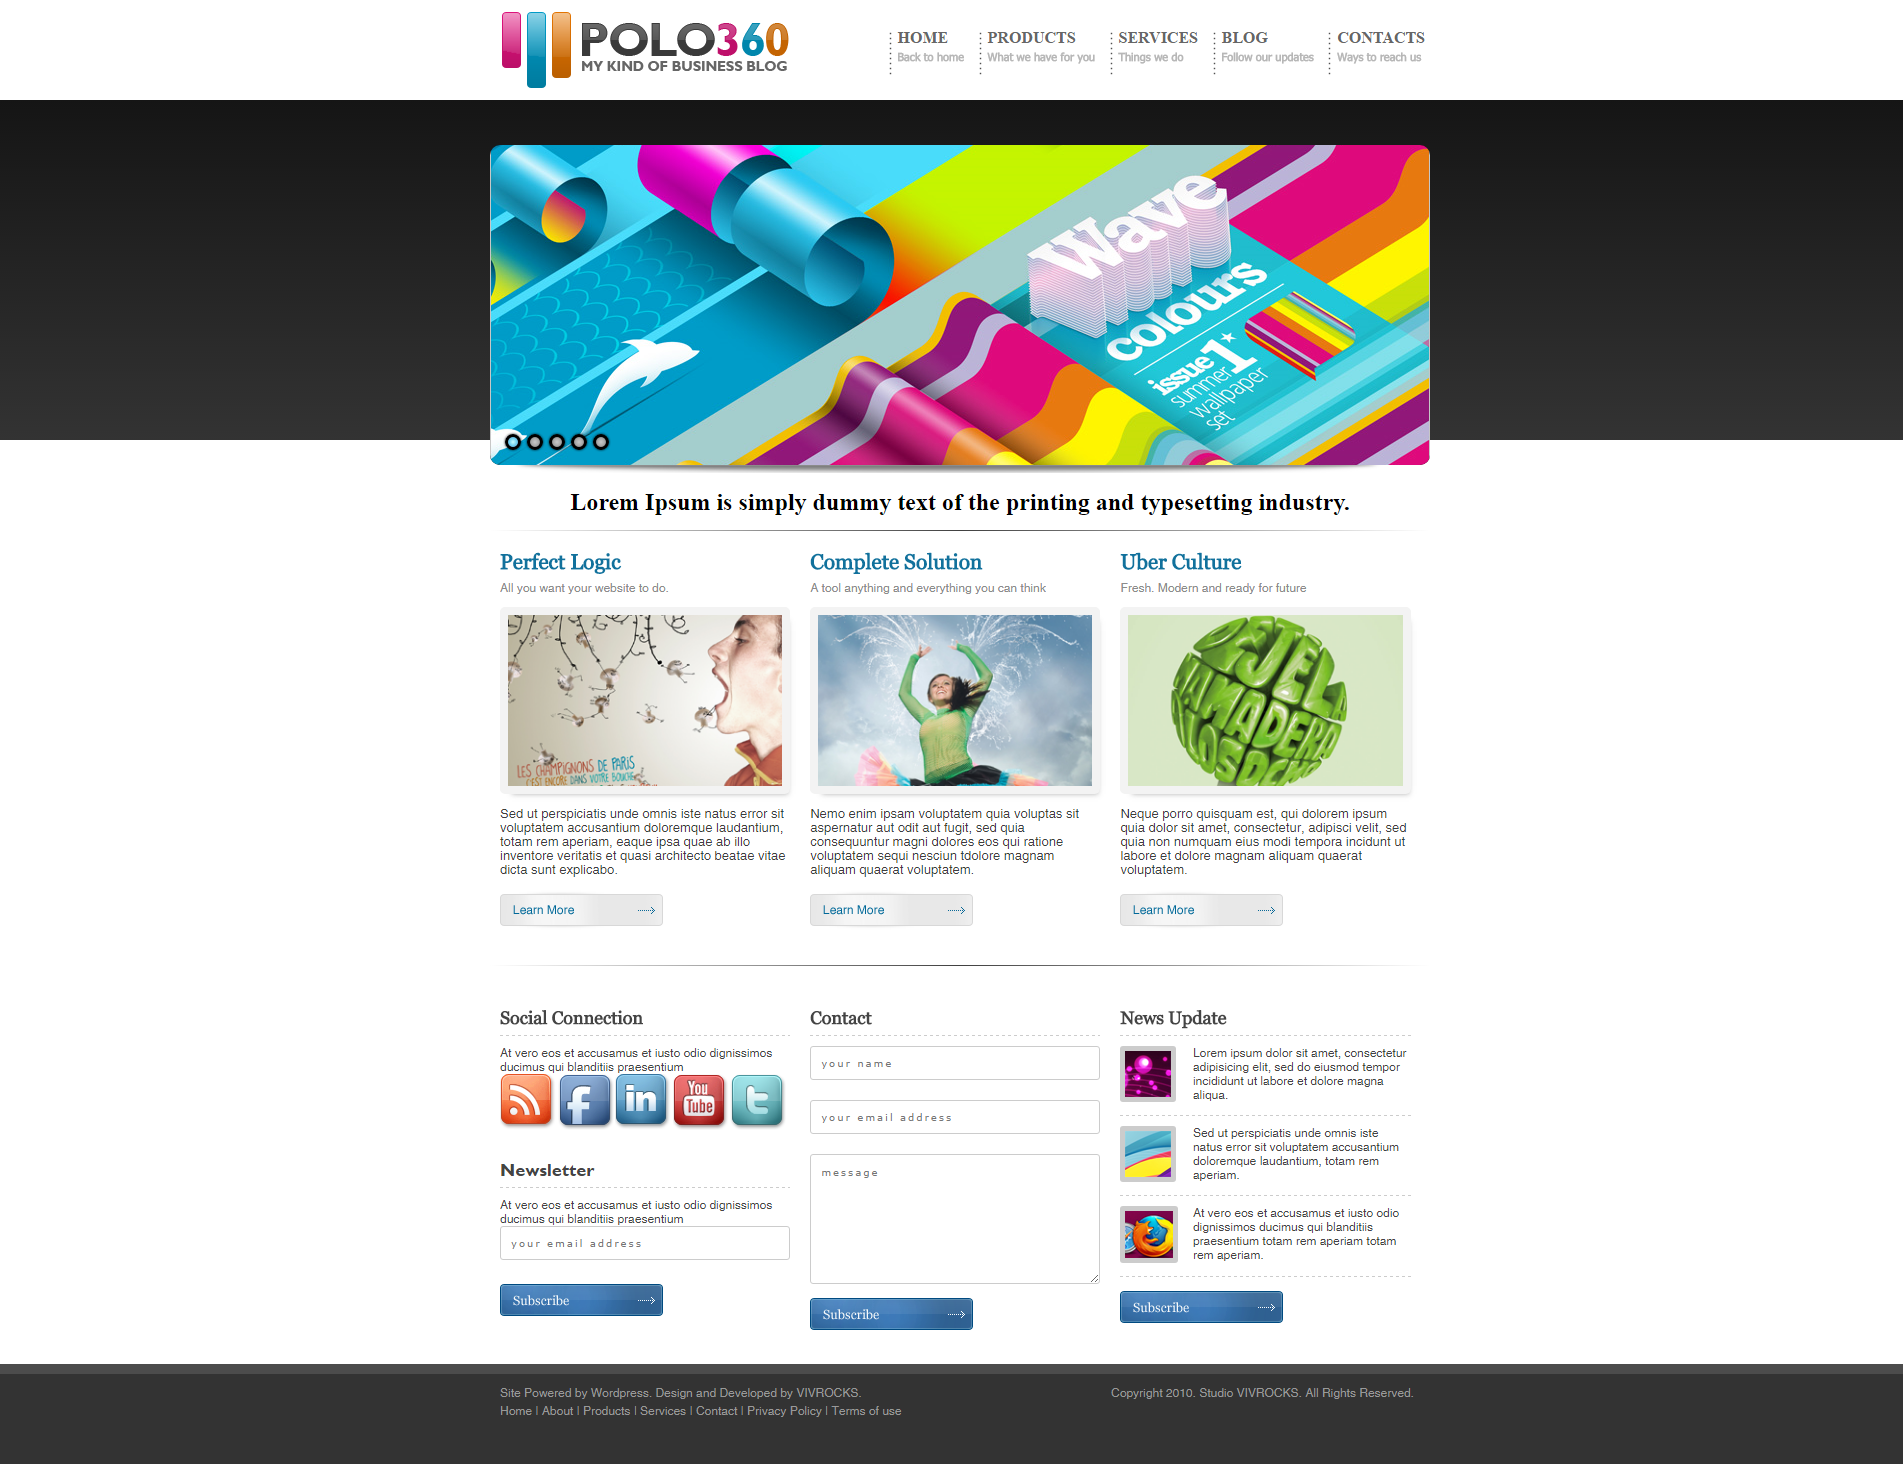 POLO360
MY KIND OF BUSINESS BLOG
HOME
Back to home
PRODUCTS
What we have for you
SERVICES
Things we do
BLOG
Follow our updates
CONTACTS
Ways to reach us
Wave
colours
issue 1
summer
wallpaper
set
Lorem Ipsum is simply dummy text of the printing and typesetting industry.
Perfect Logic
All you want your website to do.
LES CHAMPIGNONS DE PARIS
C'EST ENCORE DANS VOTRE BOUCHE
Sed ut perspiciatis unde omnis iste natus error sit
voluptatem accusantium doloremque laudantium,
totam rem aperiam, eaque ipsa quae ab illo
inventore veritatis et quasi architecto beatae vitae
dicta sunt explicabo.
Learn More
Complete Solution
A tool anything and everything you can think
Nemo enim ipsam voluptatem quia voluptas sit
aspernatur aut odit aut fugit, sed quia
consequuntur magni dolores eos qui ratione
voluptatem sequi nesciun tdolore magnam
aliquam quaerat voluptatem.
Learn More
Uber Culture
Fresh. Modern and ready for future
Neque porro quisquam est, qui dolorem ipsum
quia dolor sit amet, consectetur, adipisci velit, sed
quia non numquam eius modi tempora incidunt ut
labore et dolore magnam aliquam quaerat
voluptatem.
Learn More
Social Connection
At vero eos et accusamus et iusto odio dignissimos
ducimus qui blanditiis praesentium
in
You
Tube
Newsletter
At vero eos et accusamus et iusto odio dignissimos
ducimus qui blanditiis praesentium
your email address
Subscribe
Contact
your name
your email address
message
Subscribe
News Update
Lorem ipsum dolor sit amet, consectetur
adipisicing elit, sed do eiusmod tempor
incididunt ut labore et dolore magna
aliqua.
Sed ut perspiciatis unde omnis iste
natus error sit voluptatem accusantium
doloremque laudantium, totam rem
aperiam.
At vero eos et accusamus et iusto odio
dignissimos ducimus qui blanditiis
praesentium totam rem aperiam totam
rem aperiam.
Subscribe
Site Powered by Wordpress. Design and Developed by VIVROCKS.
Home | About | Products | Services | Contact | Privacy Policy | Terms of use
Copyright 2010. Studio VIVROCKS. All Rights Reserved.